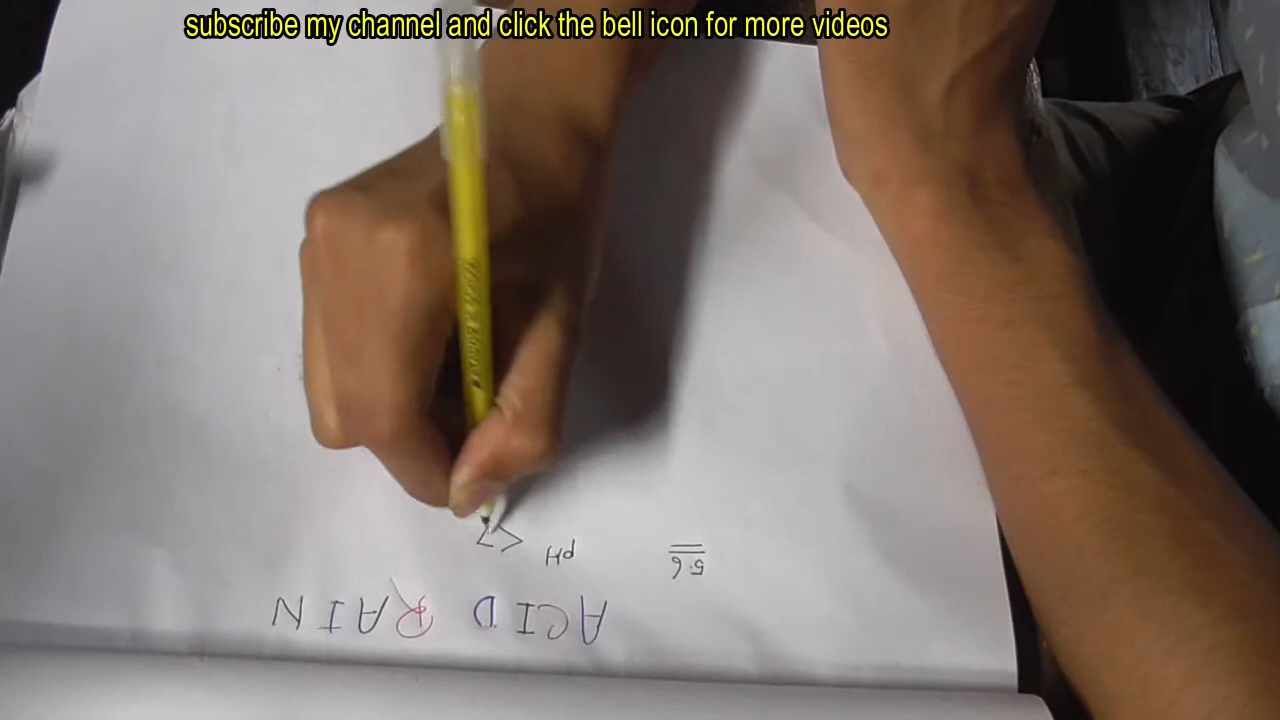 subscribe my channel and click the bell icon for more videos
ACID RAIN
5.6 pH < 7